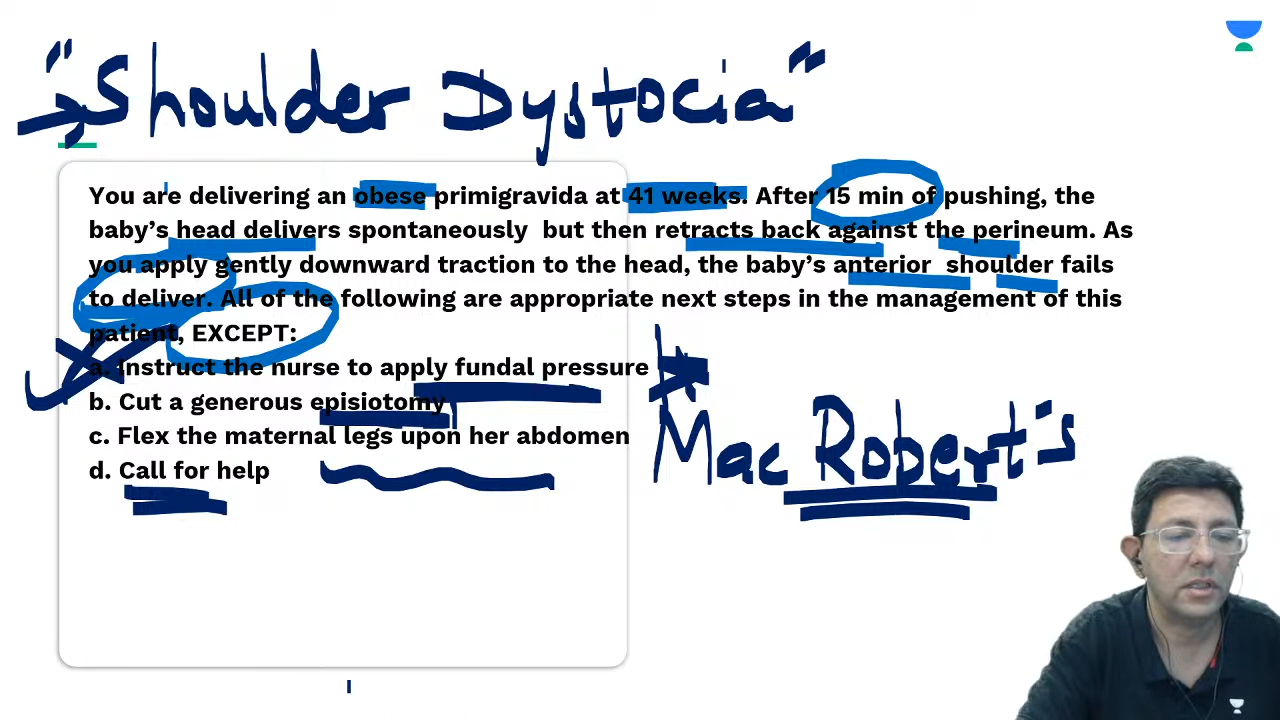 "Shoulder Dystocia"
You are delivering an obese primigravida at 41 weeks. After 15 min of pushing, the
baby’s head delivers spontaneously but then retracts back against the perineum. As
you apply gently downward traction to the head, the baby’s anterior shoulder fails
to deliver. All of the following are appropriate next steps in the management of this
patient, EXCEPT:
a. Instruct the nurse to apply fundal pressure
b. Cut a generous episiotomy
c. Flex the maternal legs upon her abdomen
d. Call for help
Mac Robert's